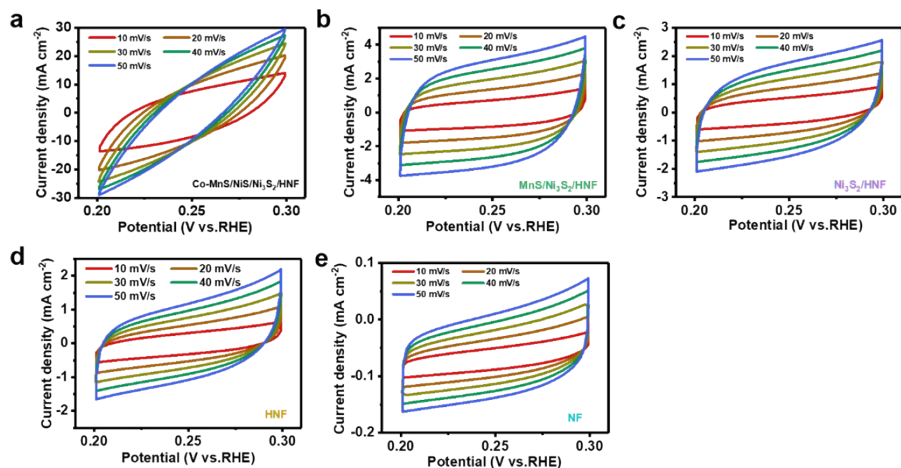 a
10 mV/s 20 mV/s
30 mV/s 40 mV/s
50 mV/s
Current density (mA cm⁻²)
30
20
10
0
-10
-20
-30
0.20 0.25 0.30
Potential (V vs.RHE)
Co-MnS/NiS/Ni₃S₂/HNF
b
10 mV/s 20 mV/s
30 mV/s 40 mV/s
50 mV/s
Current density (mA cm⁻²)
4
2
0
-2
-4
0.20 0.25 0.30
Potential (V vs.RHE)
MnS/Ni₃S₂/HNF
c
10 mV/s 20 mV/s
30 mV/s 40 mV/s
50 mV/s
Current density (mA cm⁻²)
3
2
1
0
-1
-2
-3
0.20 0.25 0.30
Potential (V vs.RHE)
Ni₃S₂/HNF
d
10 mV/s 20 mV/s
30 mV/s 40 mV/s
50 mV/s
Current density (mA cm⁻²)
2
1
0
-1
-2
0.20 0.25 0.30
Potential (V vs.RHE)
HNF
e
10 mV/s 20 mV/s
30 mV/s 40 mV/s
50 mV/s
Current density (mA cm⁻²)
0.1
0.0
-0.1
-0.2
0.20 0.25 0.30
Potential (V vs.RHE)
NF